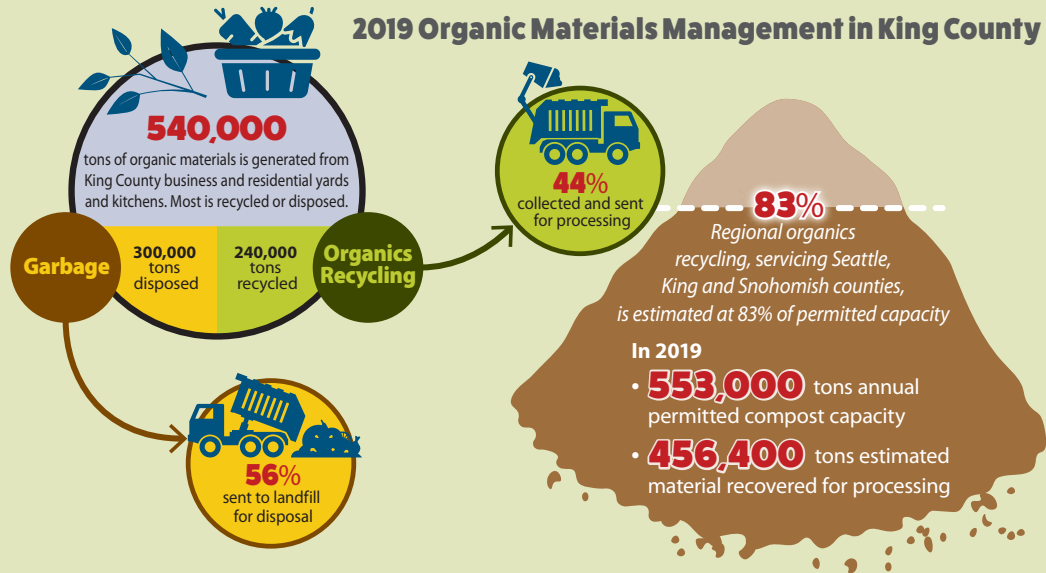 2019 Organic Materials Management in King County
540,000
tons of organic materials is generated from
King County business and residential yards
and kitchens. Most is recycled or disposed.
Garbage
300,000
tons
disposed
240,000
tons
recycled
Organics
Recycling
44%
collected and sent
for processing
56%
sent to landfill
for disposal
83%
Regional organics
recycling, servicing Seattle,
King and Snohomish counties,
is estimated at 83% of permitted capacity
In 2019
• 553,000 tons annual
permitted compost capacity
• 456,400 tons estimated
material recovered for processing